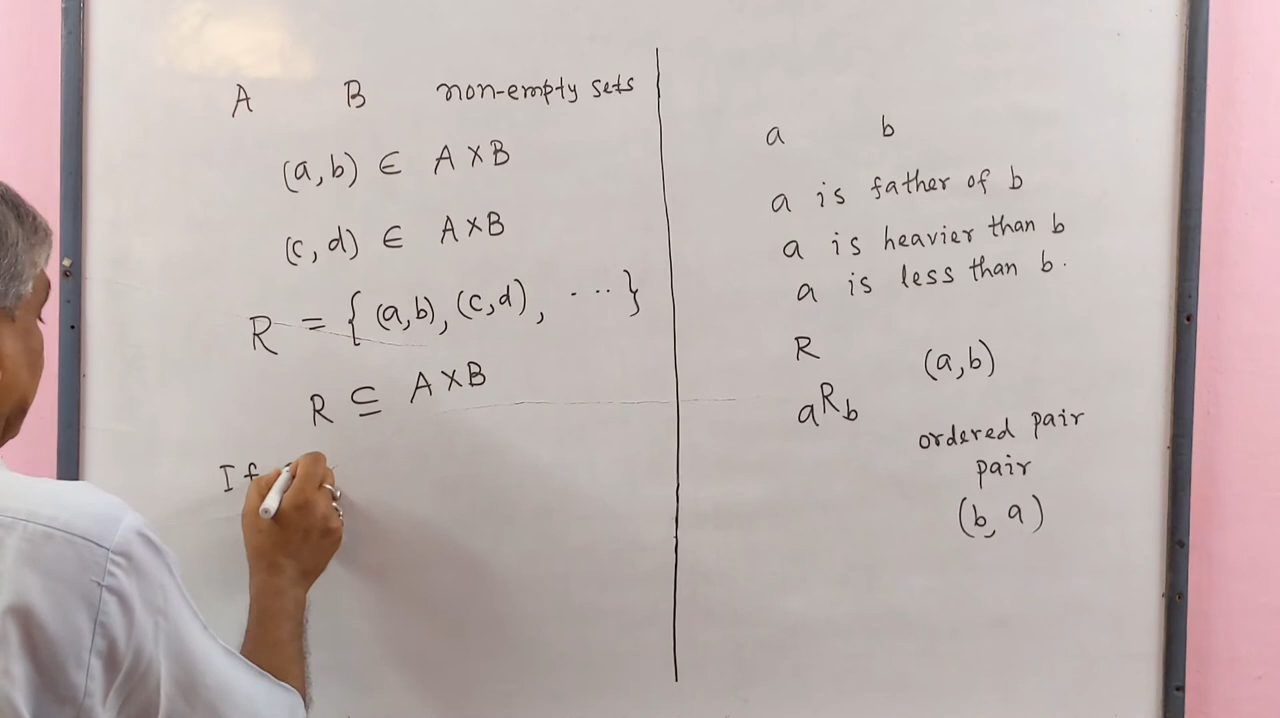 A B non-empty sets
(a, b) ∈ A×B
(c, d) ∈ A×B
R = { (a,b), (c,d), ... }
R ⊆ A×B
If
a b
a is father of b
a is heavier than b
a is less than b.
R (a,b)
aRb
ordered pair
pair
(b, a)